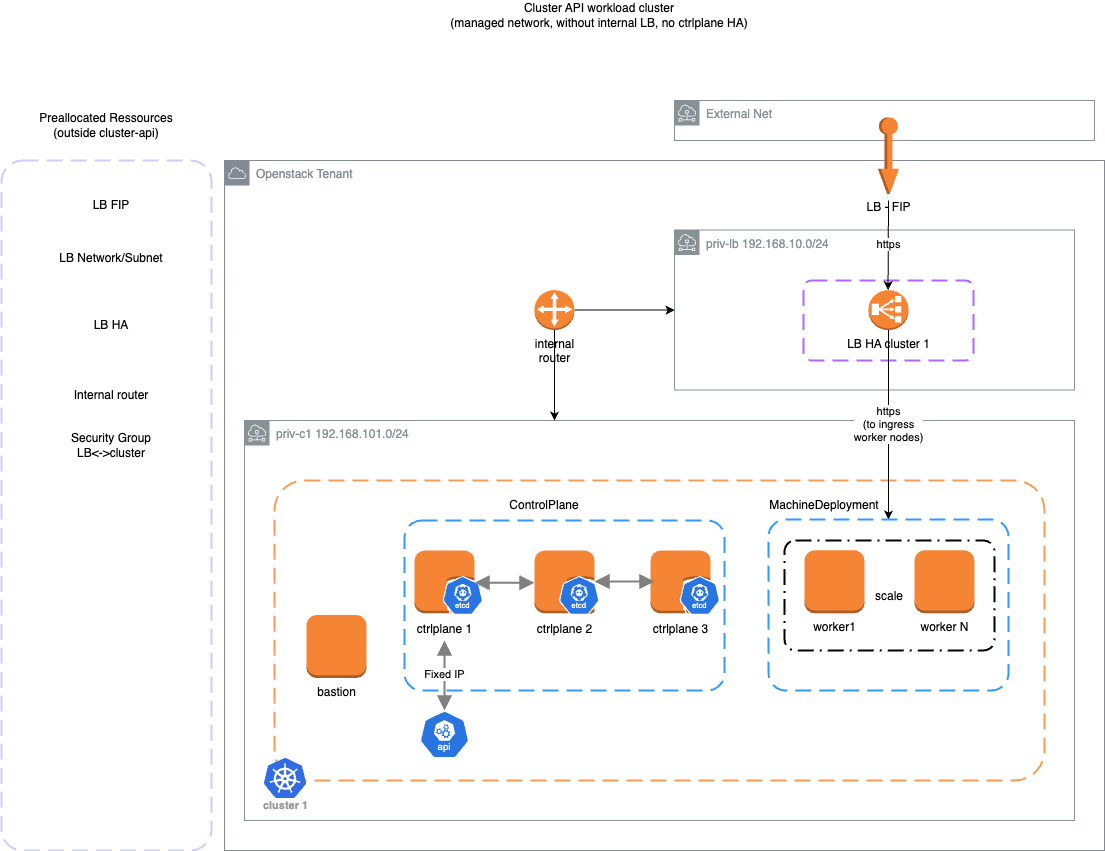 Cluster API workload cluster
(managed network, without internal LB, no ctrlplane HA)
Preallocated Ressources
(outside cluster-api)
LB FIP
LB Network/Subnet
LB HA
Internal router
Security Group
LB<->cluster
External Net
Openstack Tenant
LB - FIP
priv-lb 192.168.10.0/24
https
LB HA cluster 1
internal
router
https
(to ingress
worker nodes)
priv-c1 192.168.101.0/24
ControlPlane
MachineDeployment
etcd
etcd
etcd
ctrlplane 1
ctrlplane 2
ctrlplane 3
scale
worker1
worker N
Fixed IP
bastion
api
cluster 1